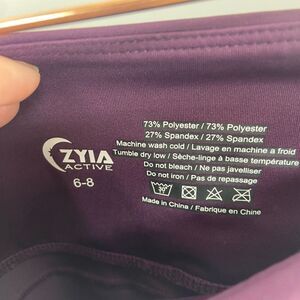 ZYIA
ACTIVE
6-8
73% Polyester / 73% Polyester
27% Spandex / 27% Spandex
Machine wash cold / Lavage en machine a froid
Tumble dry low / Sèche-linge à basse température
Do not bleach / Ne pas javelliser
Do not iron / Pas de repassage
Made in China / Fabrique en Chine